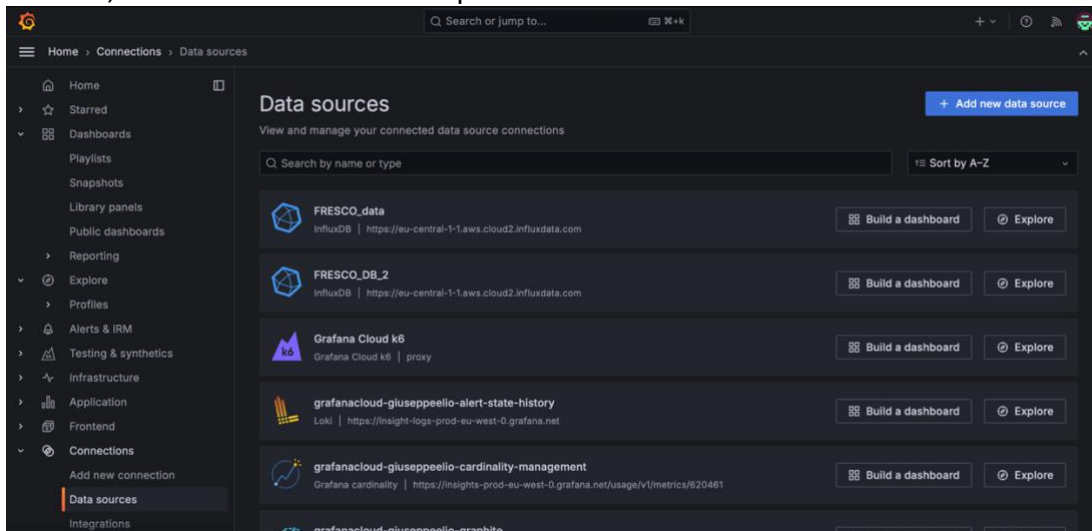 Search or jump to... ⌘+k
Home > Connections > Data sources
Home
Starred
Dashboards
Playlists
Snapshots
Library panels
Public dashboards
Reporting
Explore
Profiles
Alerts & IRM
Testing & synthetics
Infrastructure
Application
Frontend
Connections
Add new connection
Data sources
Integrations
Data sources
+ Add new data source
View and manage your connected data source connections
Search by name or type
Sort by A–Z
FRESCO_data
InfluxDB | https://eu-central-1-1.aws.cloud2.influxdata.com
Build a dashboard
Explore
FRESCO_DB_2
InfluxDB | https://eu-central-1-1.aws.cloud2.influxdata.com
Build a dashboard
Explore
k6
Grafana Cloud k6
Grafana Cloud k6 | proxy
Build a dashboard
Explore
grafanacloud-giuseppeelio-alert-state-history
Loki | https://insight-logs-prod-eu-west-0.grafana.net
Build a dashboard
Explore
grafanacloud-giuseppeelio-cardinality-management
Grafana cardinality | https://insights-prod-eu-west-0.grafana.net/usage/v1/metrics/620461
Build a dashboard
Explore
grafanacloud-giuseppeelio-graphite